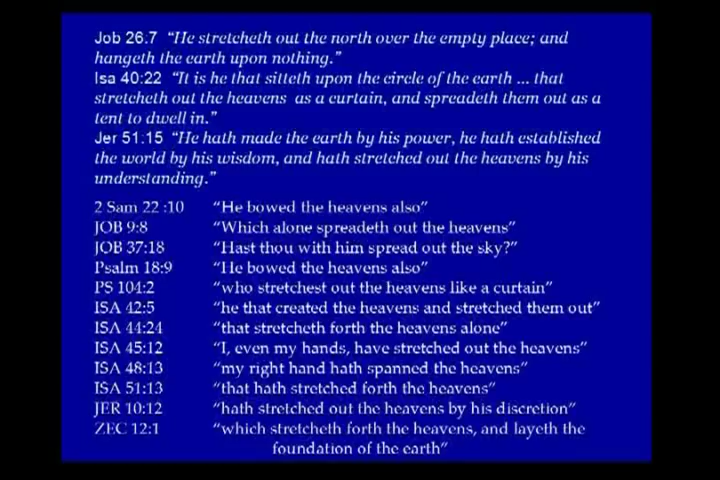 Job 26.7 “He stretcheth out the north over the empty place; and
hangeth the earth upon nothing.”
Isa 40:22 “It is he that sitteth upon the circle of the earth ... that
stretcheth out the heavens as a curtain, and spreadeth them out as a
tent to dwell in.”
Jer 51:15 “He hath made the earth by his power, he hath established
the world by his wisdom, and hath stretched out the heavens by his
understanding.”
2 Sam 22 :10 “He bowed the heavens also”
JOB 9:8 “Which alone spreadeth out the heavens”
JOB 37:18 “Hast thou with him spread out the sky?”
Psalm 18:9 “He bowed the heavens also”
PS 104:2 “who stretchest out the heavens like a curtain”
ISA 42:5 “he that created the heavens and stretched them out”
ISA 44:24 “that stretcheth forth the heavens alone”
ISA 45:12 “I, even my hands, have stretched out the heavens”
ISA 48:13 “my right hand hath spanned the heavens”
ISA 51:13 “that hath stretched forth the heavens”
JER 10:12 “hath stretched out the heavens by his discretion”
ZEC 12:1 “which stretcheth forth the heavens, and layeth the
foundation of the earth”